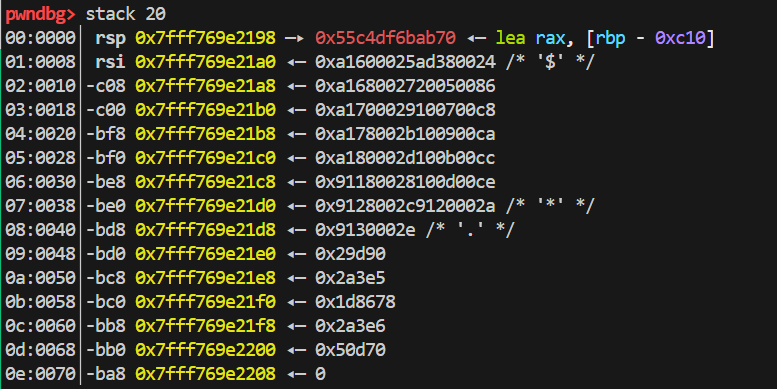 pwndbg> stack 20
00:0000│ rsp 0x7fff769e2198 —▸ 0x55c4df6bab70 ◂— lea rax, [rbp - 0xc10]
01:0008│ rsi 0x7fff769e21a0 ◂— 0xa1600025ad380024 /* '$' */
02:0010│-c08 0x7fff769e21a8 ◂— 0xa168002720050086
03:0018│-c00 0x7fff769e21b0 ◂— 0xa1700029100700c8
04:0020│-bf8 0x7fff769e21b8 ◂— 0xa178002b100900ca
05:0028│-bf0 0x7fff769e21c0 ◂— 0xa180002d100b00cc
06:0030│-be8 0x7fff769e21c8 ◂— 0x91180028100d00ce
07:0038│-be0 0x7fff769e21d0 ◂— 0x9128002c9120002a /* '*' */
08:0040│-bd8 0x7fff769e21d8 ◂— 0x9130002e /* '.' */
09:0048│-bd0 0x7fff769e21e0 ◂— 0x29d90
0a:0050│-bc8 0x7fff769e21e8 ◂— 0x2a3e5
0b:0058│-bc0 0x7fff769e21f0 ◂— 0x1d8678
0c:0060│-bb8 0x7fff769e21f8 ◂— 0x2a3e6
0d:0068│-bb0 0x7fff769e2200 ◂— 0x50d70
0e:0070│-ba8 0x7fff769e2208 ◂— 0